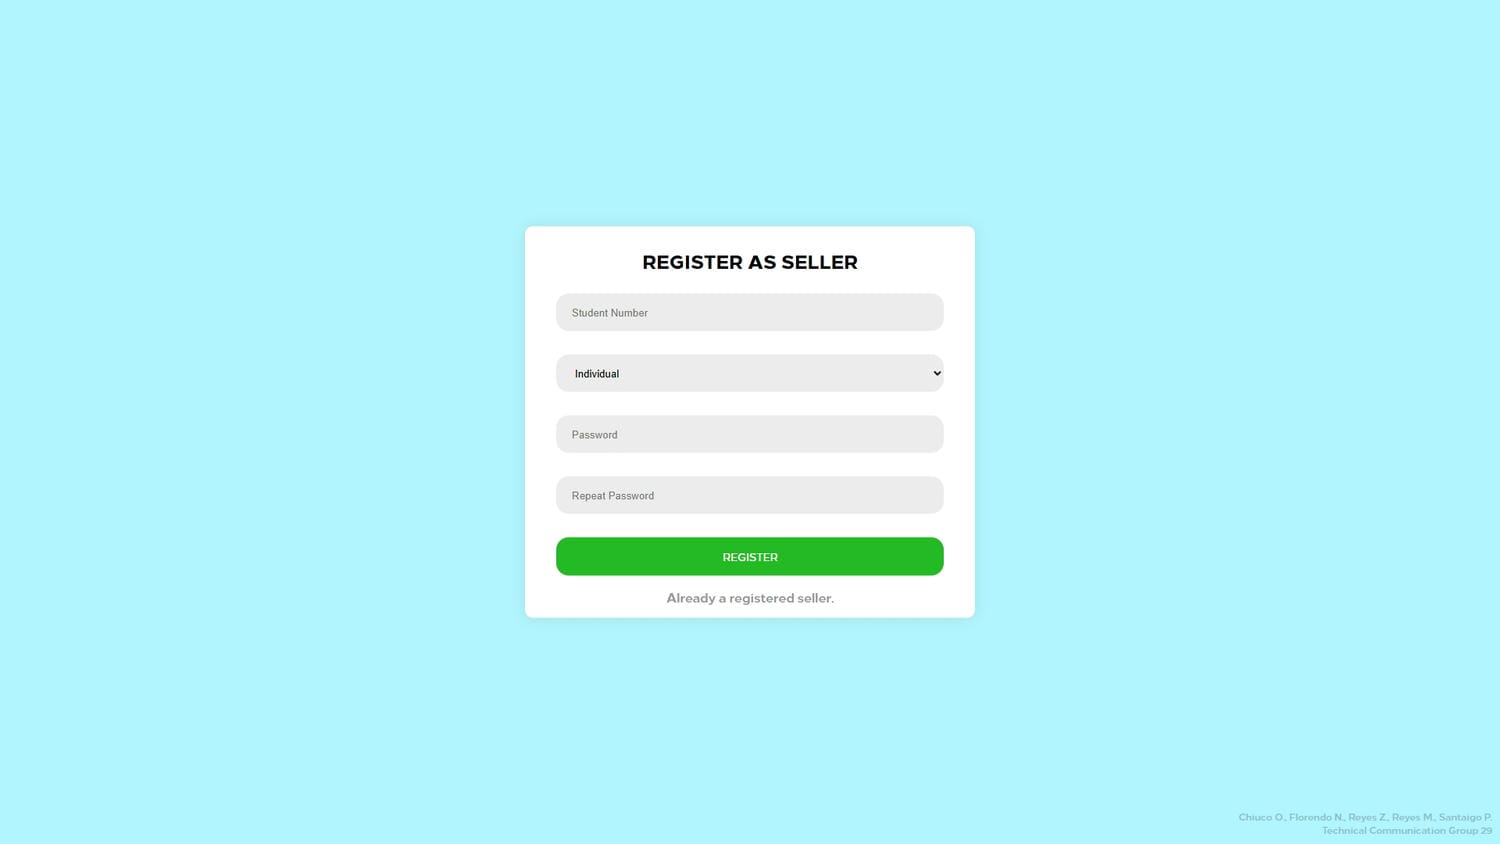 REGISTER AS SELLER
Student Number
Individual
Password
Repeat Password
REGISTER
Already a registered seller.
Chiuco O., Florendo N., Reyes Z., Reyes M., Santaigo P.
Technical Communication Group 29